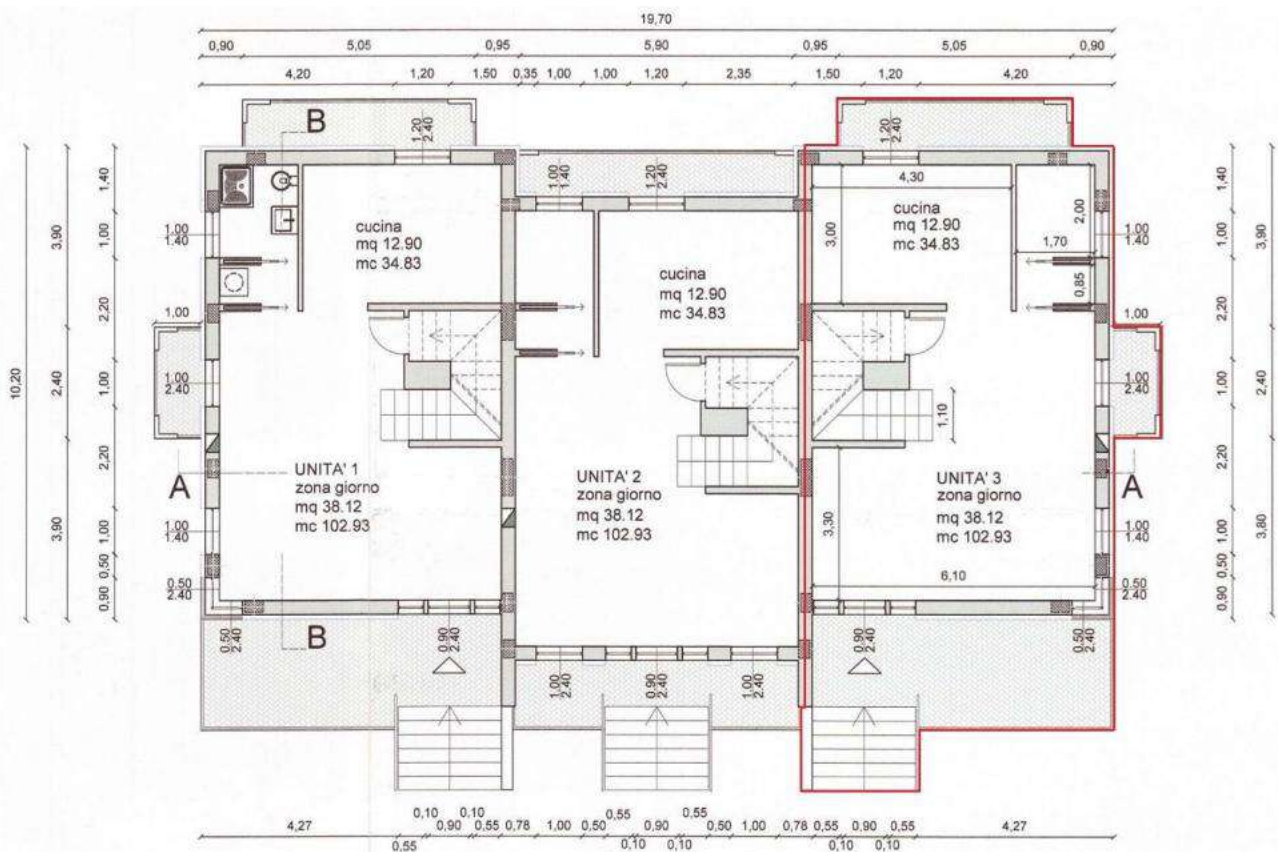 19,70
0,90 5,05 0,95 5,90 0,95 5,05 0,90
4,20 1,20 1,50 0,35 1,00 1,00 1,20 2,35 1,50 1,20 4,20
B
1,20
2.40
1,00
1.40
1,20
2.40
1,20
2.40
4,30
10,20
3,90
2,40
3,90
1,40
1,00
2,20
1,00
2,20
1,00
0,50
0,90
1,00
1.40
cucina
mq 12.90
mc 34.83
cucina
mq 12.90
mc 34.83
3,00
cucina
mq 12.90
mc 34.83
2,00
1,70
0,85
1,00
1.40
1,00
1,00
1,00
2.40
1,00
2.40
1,10
A
UNITA' 1
zona giorno
mq 38.12
mc 102.93
UNITA' 2
zona giorno
mq 38.12
mc 102.93
UNITA' 3
zona giorno
mq 38.12
mc 102.93
A
3,30
6,10
1,00
1.40
0,50
2.40
1,00
1.40
0,50
2.40
1,40
1,00
2,20
1,00
2,20
1,00
0,50
0,90
3,90
2,40
3,80
0,50
2.40
B
0,90
2.40
1,00
2.40
0,90
2.40
1,00
2.40
0,90
2.40
0,50
2.40
0,55 0,55
0,10 0,10
4,27 0,90 0,55 0,78 1,00 0,50 0,90 0,50 1,00 0,78 0,55 0,90 0,55 4,27
0,55 0,10 0,10 0,10 0,10